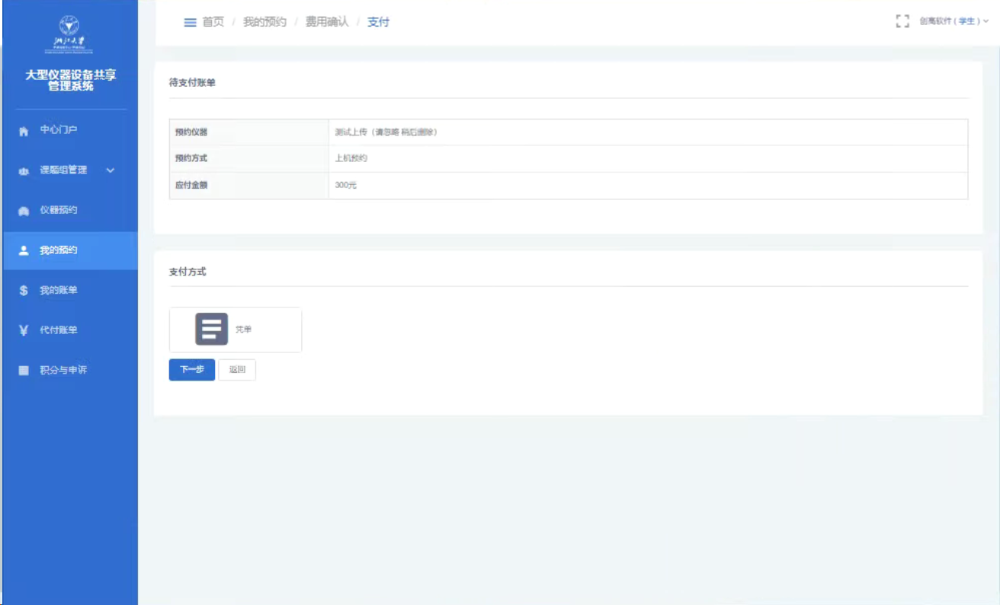 首页 / 我的预约 / 费用确认 / 支付
创高软件 ( 学生 )
浙江大学
大型仪器设备共享
管理系统
中心门户
课题组管理
仪器预约
我的预约
我的账单
代付账单
积分与申诉
待支付账单
预约仪器 测试上传（请忽略 稍后删除）
预约方式 上机预约
应付金额 300元
支付方式
凭单
下一步 返回